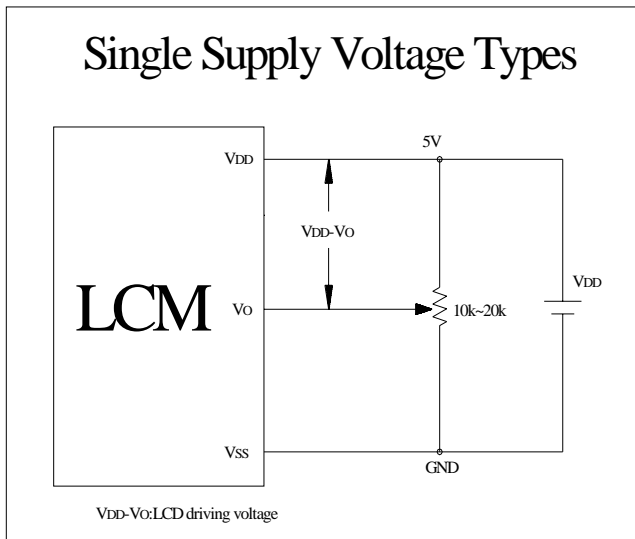 Single Supply Voltage Types
5V
VDD
VDD-VO
VDD
LCM
VO
10k~20k
VSS
GND
VDD-VO:LCD driving voltage